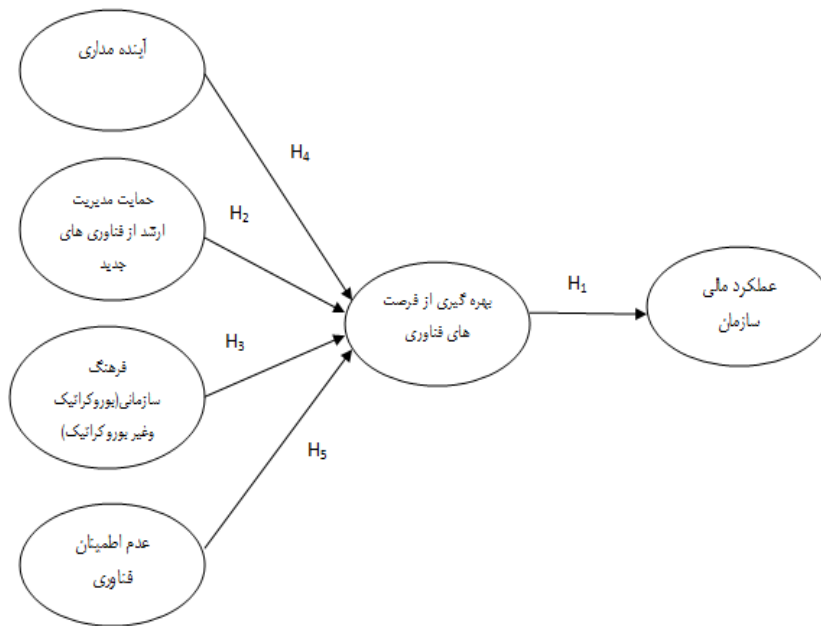 آینده مداری
H4
حمایت مدیریت
ارشد از فناوری های
جدید
H2
بهره گیری از فرصت
های فناوری
H1
عملکرد مالی
سازمان
H3
فرهنگ
سازمانی(بوروکراتیک
وغیر بوروکراتیک)
H5
عدم اطمینان
فناوری